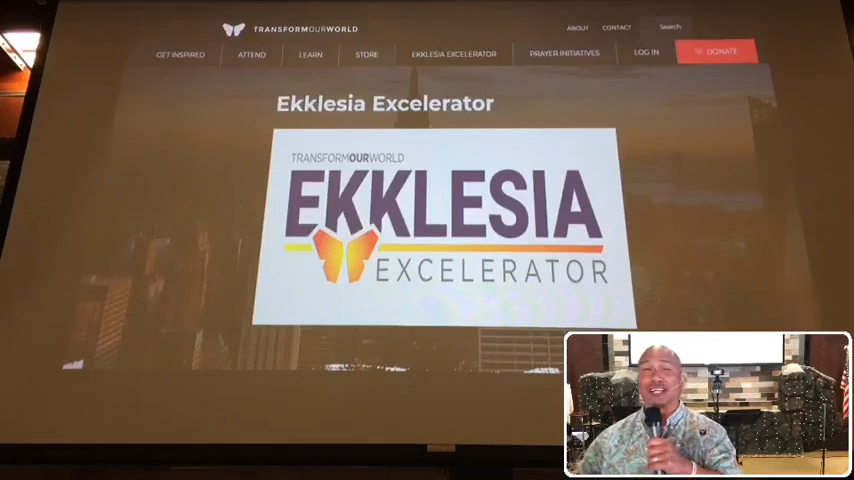 TRANSFORMOURWORLD
ABOUT CONTACT Search
GET INSPIRED ATTEND LEARN STORE EKKLESIA EXCELERATOR PRAYER INITIATIVES LOG IN DONATE
Ekklesia Excelerator
TRANSFORMOURWORLD
EKKLESIA
EXCELERATOR